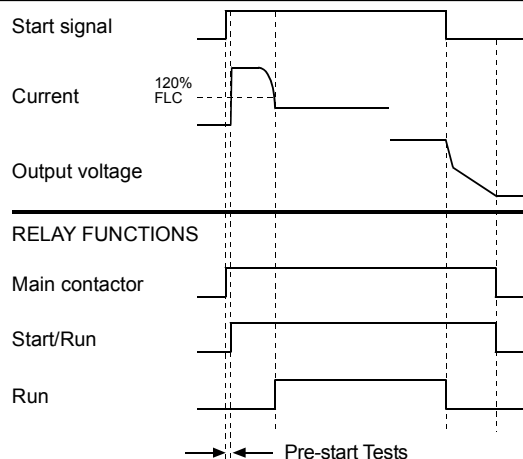 Start signal
120%
FLC
Current
Output voltage
RELAY FUNCTIONS
Main contactor
Start/Run
Run
Pre-start Tests